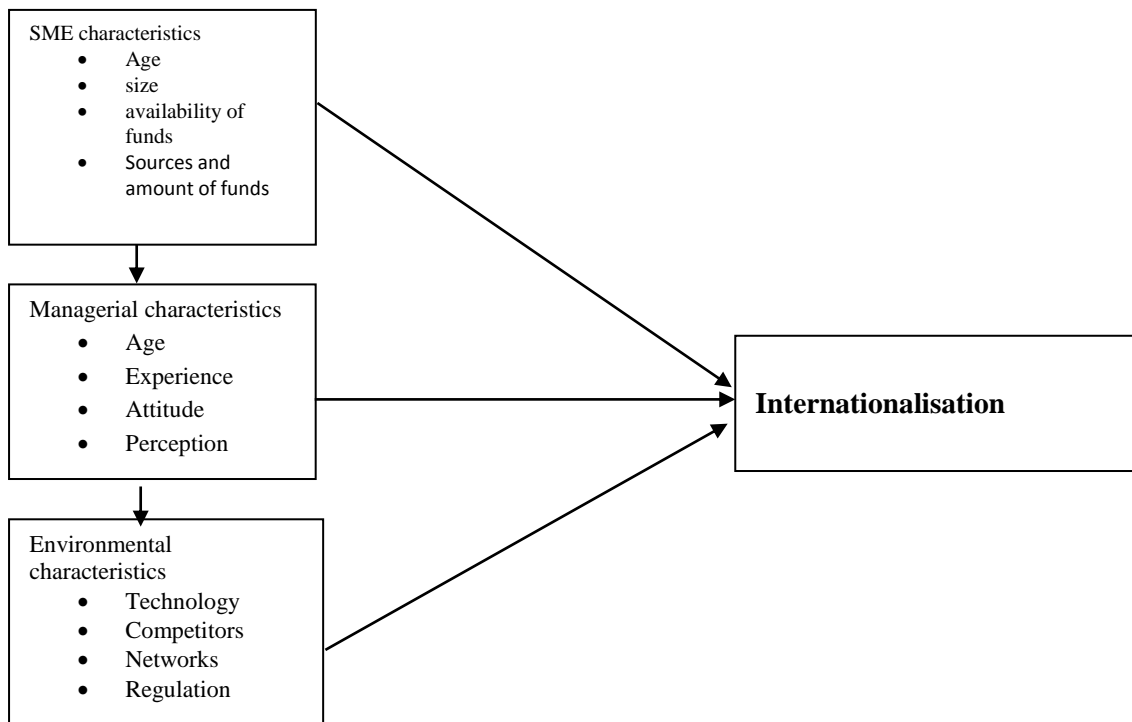 SME characteristics
• Age
• size
• availability of
funds
• Sources and
amount of funds
Managerial characteristics
• Age
• Experience
• Attitude
• Perception
Internationalisation
Environmental
characteristics
• Technology
• Competitors
• Networks
• Regulation